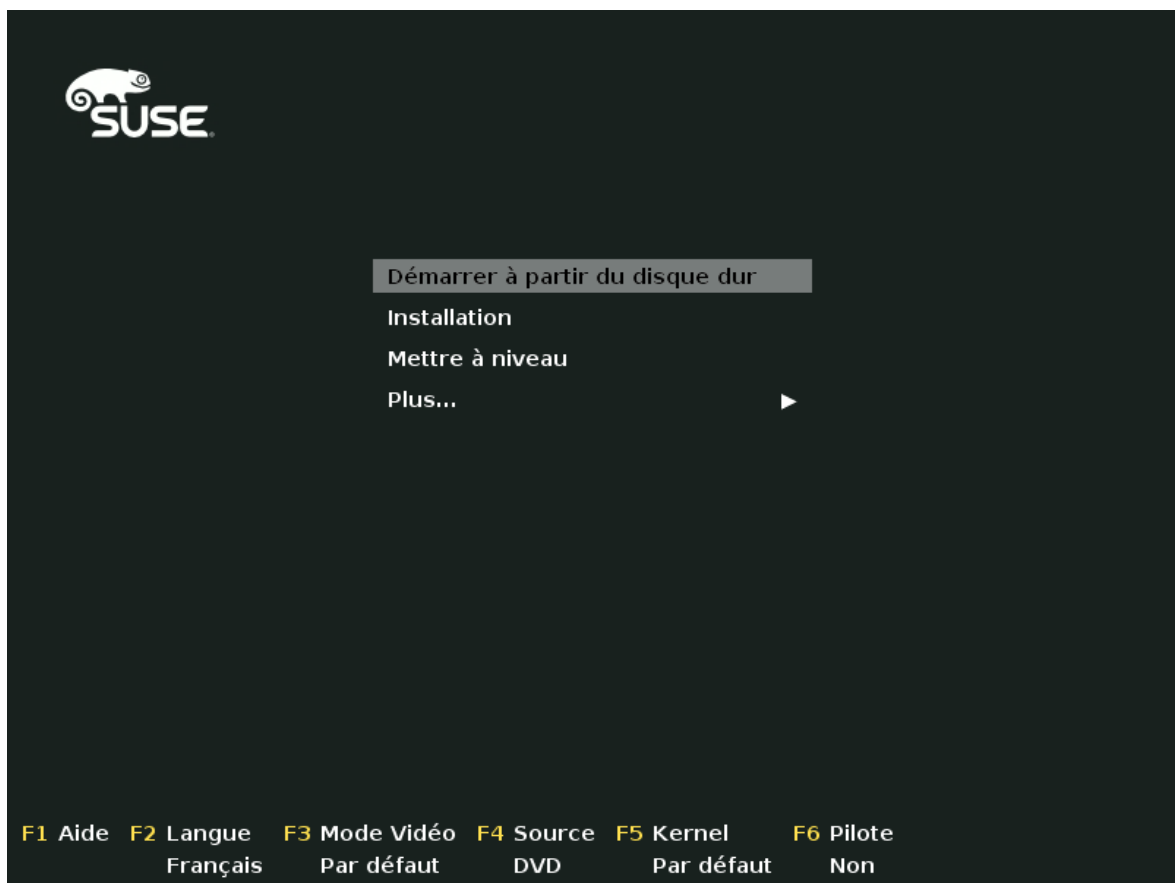 SUSE
Démarrer à partir du disque dur
Installation
Mettre à niveau
Plus...
F1 Aide F2 Langue F3 Mode Vidéo F4 Source F5 Kernel F6 Pilote
Français Par défaut DVD Par défaut Non